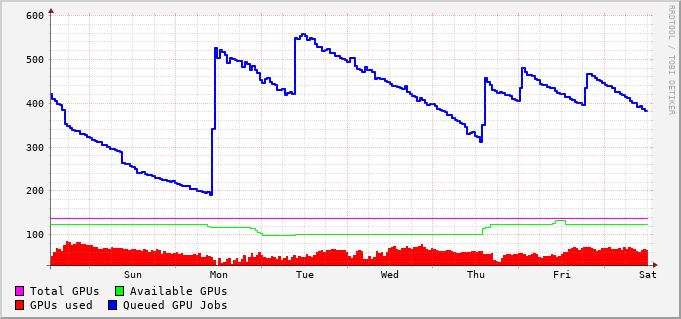 600
500
400
300
200
100
Sun Mon Tue Wed Thu Fri Sat
Total GPUs Available GPUs
GPUs used Queued GPU Jobs
RRDTOOL / TOBI OETIKER